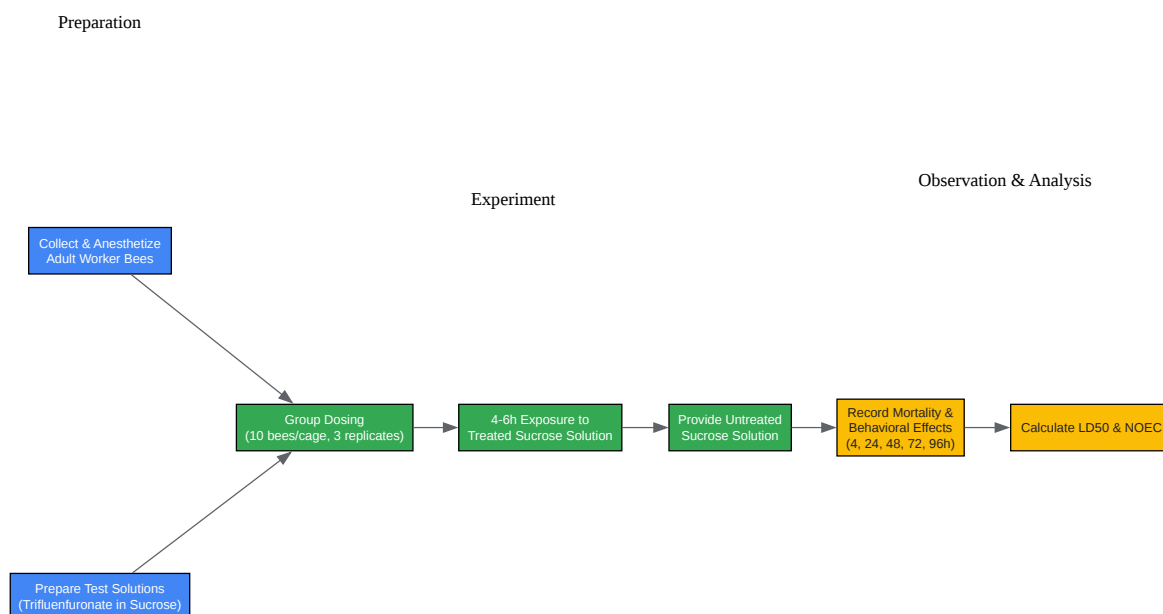 Preparation
Experiment
Observation & Analysis
Collect & Anesthetize
Adult Worker Bees
Group Dosing
(10 bees/cage, 3 replicates)
4-6h Exposure to
Treated Sucrose Solution
Provide Untreated
Sucrose Solution
Record Mortality &
Behavioral Effects
(4, 24, 48, 72, 96h)
Calculate LD50 & NOEC
Prepare Test Solutions
(Trifluenfuronate in Sucrose)